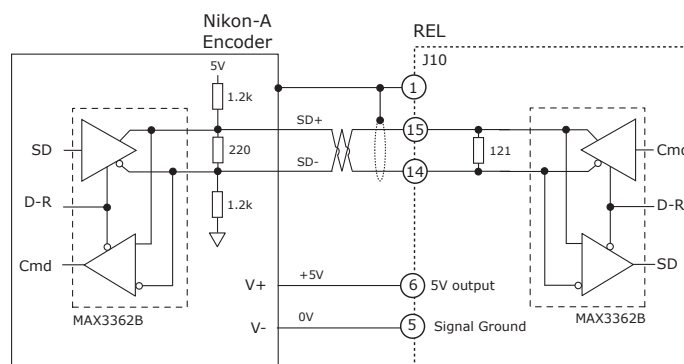 Nikon-A
Encoder
REL
J10
5V
1.2k
1
SD+
15
SD
220
121
Cmd
SD-
14
D-R
1.2k
D-R
Cmd
SD
V+
+5V
6
5V output
MAX3362B
MAX3362B
V-
0V
5
Signal Ground